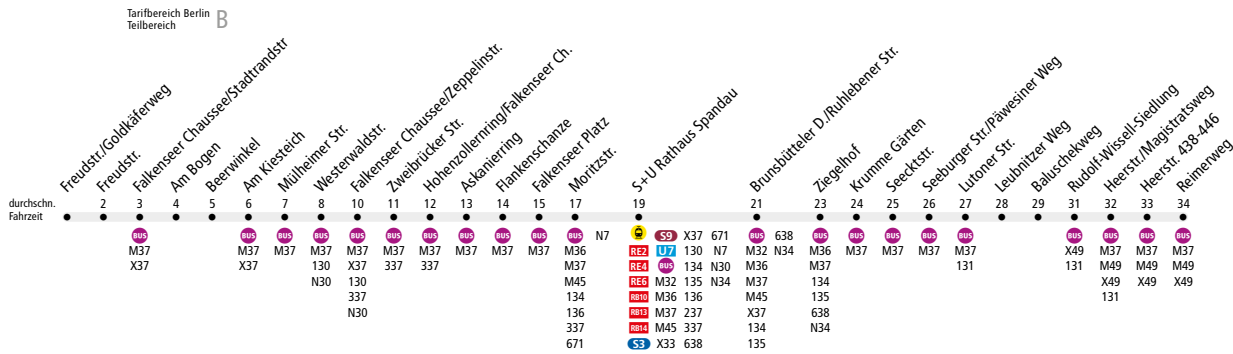 Tarifbereich Berlin
Teilbereich
B
Freudstr./Goldkäferweg
Freudstr.
Falkenseer Chaussee/Stadtrandstr
Am Bogen
Beerwinkel
Am Kiesteich
Mülheimer Str.
Westerwaldstr.
Falkenseer Chaussee/Zeppelinstr.
Zweibrücker Str.
Hohenzollernring/Falkenseer Ch.
Askanierring
Flankenschanze
Falkenseer Platz
Moritzstr.
S+U Rathaus Spandau
Brunsbütteler D./Ruhlebener Str.
Ziegelhof
Krumme Gärten
Seecktstr.
Seeburger Str./Päwesiner Weg
Lutoner Str.
Leubnitzer Weg
Baluschekweg
Rudolf-Wissell-Siedlung
Heerstr./Magistratsweg
Heerstr. 438-446
Reimerweg
durchschn. 2 3 4 5 6 7 8 10 11 12 13 14 15 17 19 21 23 24 25 26 27 28 29 31 32 33 34
Fahrzeit
BUS BUS BUS BUS BUS BUS BUS BUS BUS BUS BUS N7 S9 X37 671 BUS 638 BUS BUS BUS BUS BUS BUS BUS BUS BUS
M37 M37 M37 M37 M37 M37 M37 M37 M37 M37 M36 RE2 U7 130 N7 M32 N34 M36 M37 M37 M37 M37 X49 M37 M37 M37
X37 X37 130 X37 337 337 M37 RE4 BUS 134 N30 M36 M37 131 131 M49 M49 M49
N30 130 M45 RE6 M32 135 N34 M37 134 X49 X49 X49
337 134 RB10 M36 136 M45 135 131
N30 136 RB13 M37 237 X37 638
337 RB14 M45 337 134 N34
671 S3 X33 638 135